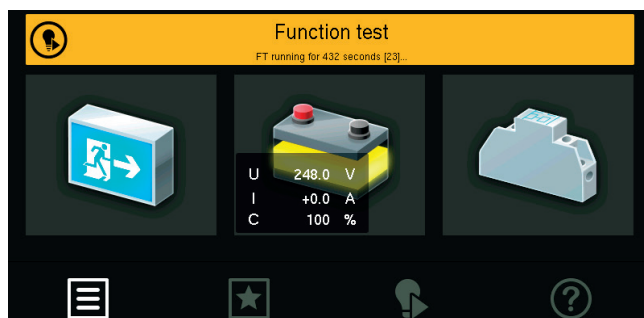 Function test
FT running for 432 seconds [23]...
U 248.0 V
I +0.0 A
C 100 %